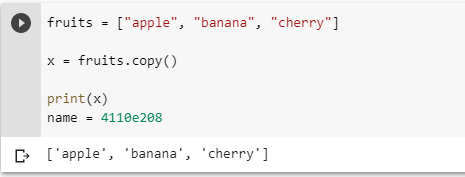 fruits = ["apple", "banana", "cherry"]
x = fruits.copy()
print(x)
name = 4110e208
['apple', 'banana', 'cherry']